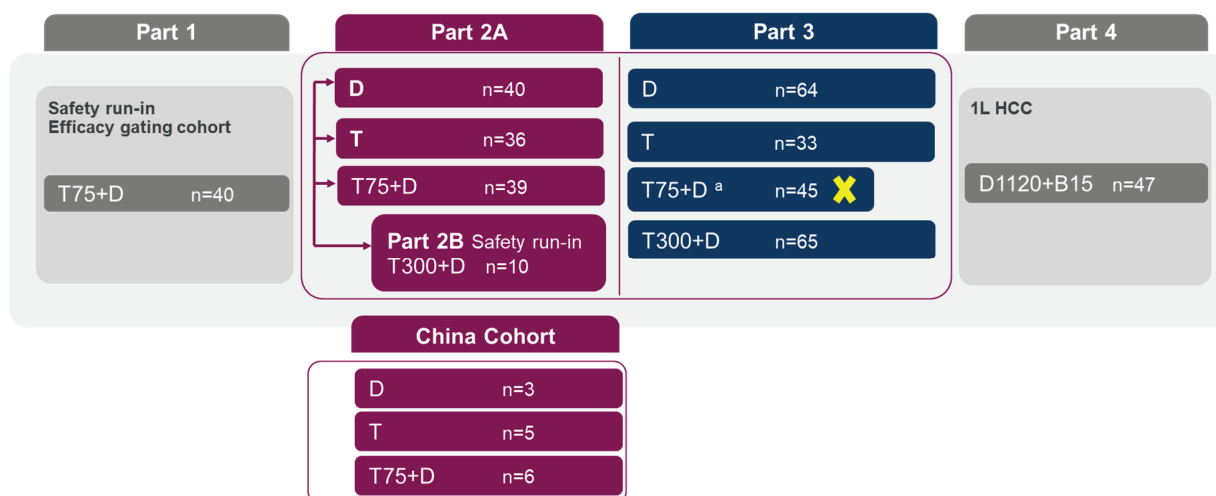 Part 1
Safety run-in
Efficacy gating cohort
T75+D n=40
Part 2A
D n=40
T n=36
T75+D n=39
Part 2B Safety run-in
T300+D n=10
Part 3
D n=64
T n=33
T75+D a n=45
T300+D n=65
Part 4
1L HCC
D1120+B15 n=47
China Cohort
D n=3
T n=5
T75+D n=6